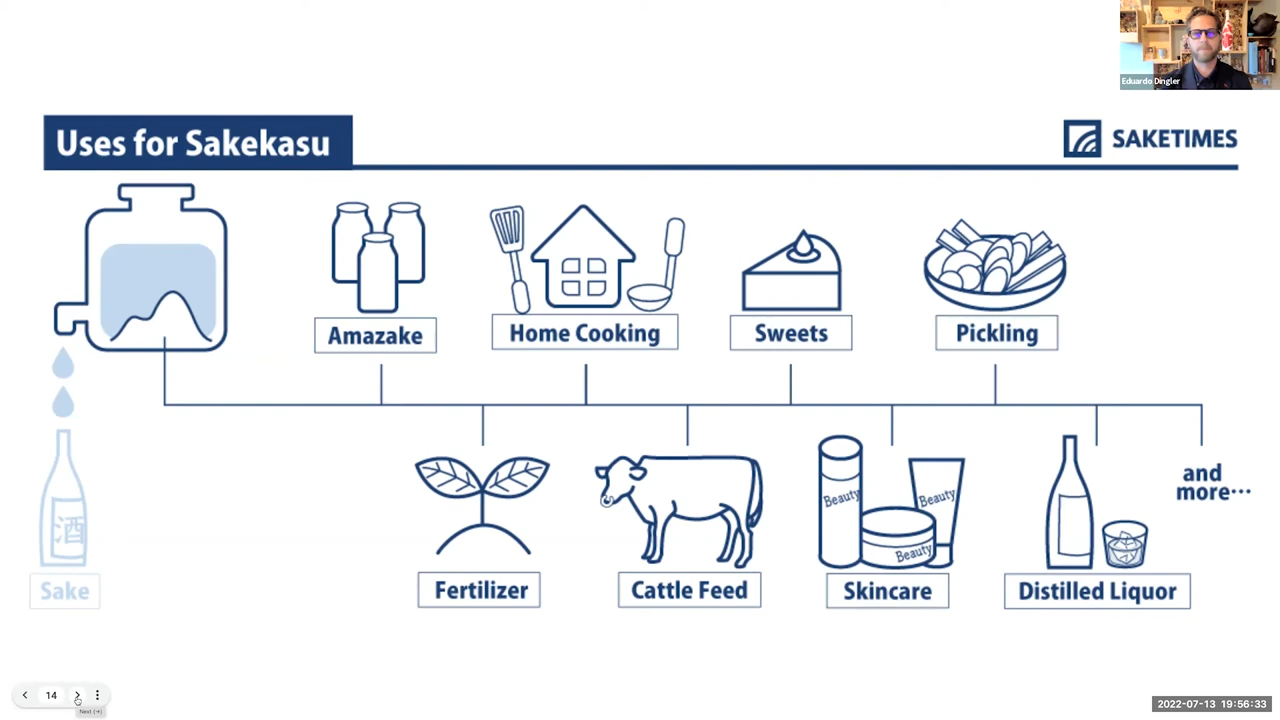 Eduardo Dingler
Uses for Sakekasu
SAKETIMES
Amazake
Home Cooking
Sweets
Pickling
酒
Sake
Fertilizer
Cattle Feed
Beauty
Beauty
Beauty
Skincare
Distilled Liquor
and
more…
14
Next (→)
2022-07-13 19:56:33